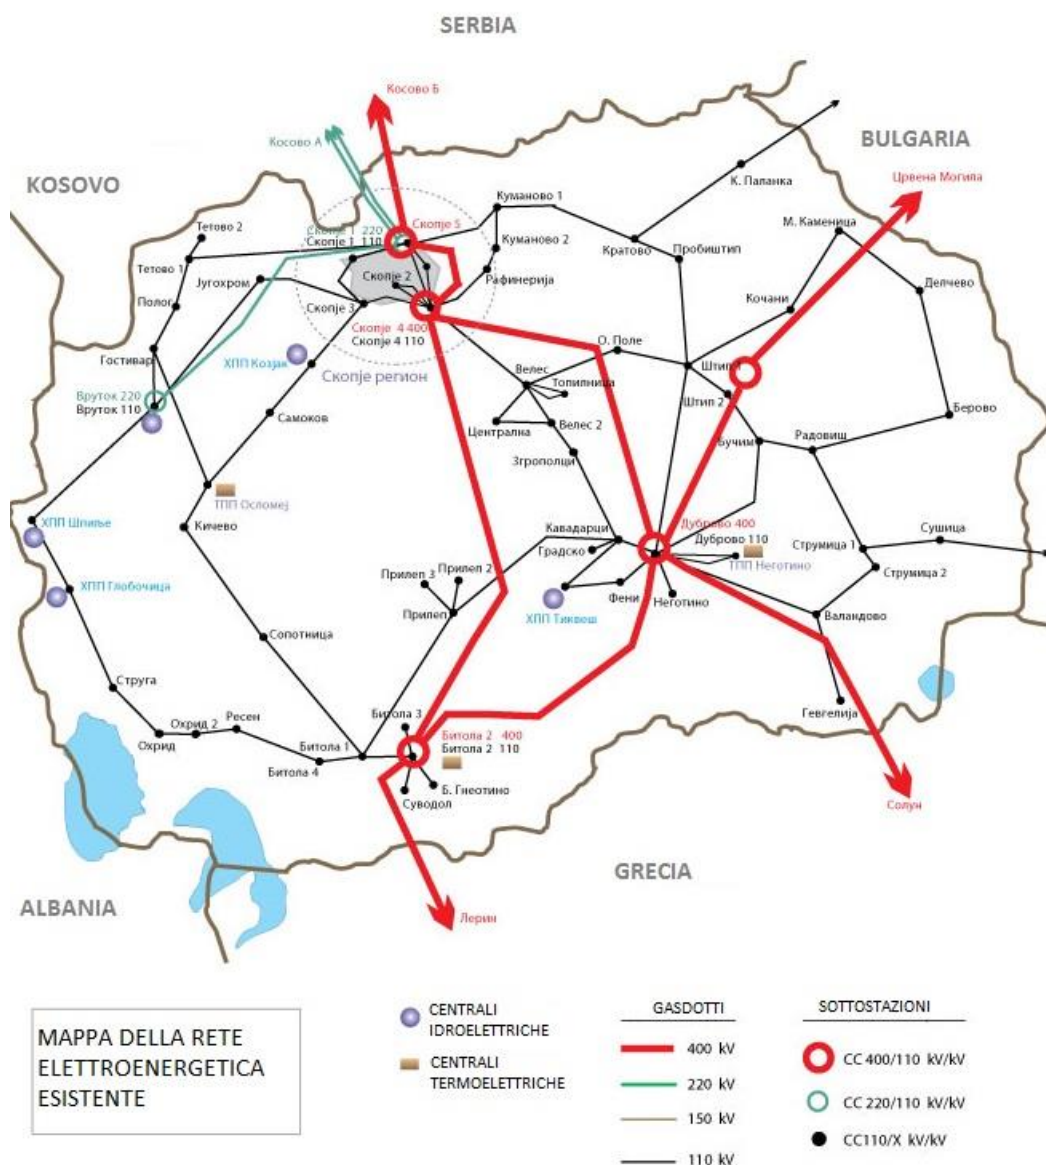 SERBIA
Косово Б
Косово А
BULGARIA
KOSOVO
Црвена Могила
К. Паланка
Куманово 1
Тетово 2
Скопје 1 220
Скопје 5
М. Каменица
Скопје 1 110
Куманово 2
Кратово
Пробиштип
Тетово 1
Скопје 2
Рафинерија
Југохром
Делчево
Полог
Скопје 3
Кочани
Скопје 4 400
Скопје 4 110
О. Поле
Гостивар
ХПП Козјак
Скопје регион
Велес
Штип 1
Топилница
Вруток 220
Вруток 110
Штип 2
Самоков
Централна
Велес 2
Берово
Бучим
Радовиш
Згрополци
ТПП Осломеј
ХПП Шпиље
Кичево
Кавадарци
Дуброво 400
Дуброво 110
Сушица
Градско
Струмица 1
ТПП Неготино
Прилеп 2
Прилеп 3
Струмица 2
ХПП Глобочица
Фени
Неготино
Прилеп
ХПП Тиквеш
Валандово
Сопотница
Струга
Гевгелија
Битола 3
Охрид 2
Ресен
Охрид
Битола 1
Битола 2 400
Битола 2 110
Битола 4
Б. Гнеотино
Суводол
Солун
GRECIA
ALBANIA
Лерин
MAPPA DELLA RETE
ELETTROENERGETICA
ESISTENTE
CENTRALI
IDROELETTRICHE
CENTRALI
TERMOELETTRICHE
GASDOTTI
400 kV
220 kV
150 kV
110 kV
SOTTOSTAZIONI
CC 400/110 kV/kV
CC 220/110 kV/kV
CC110/X kV/kV